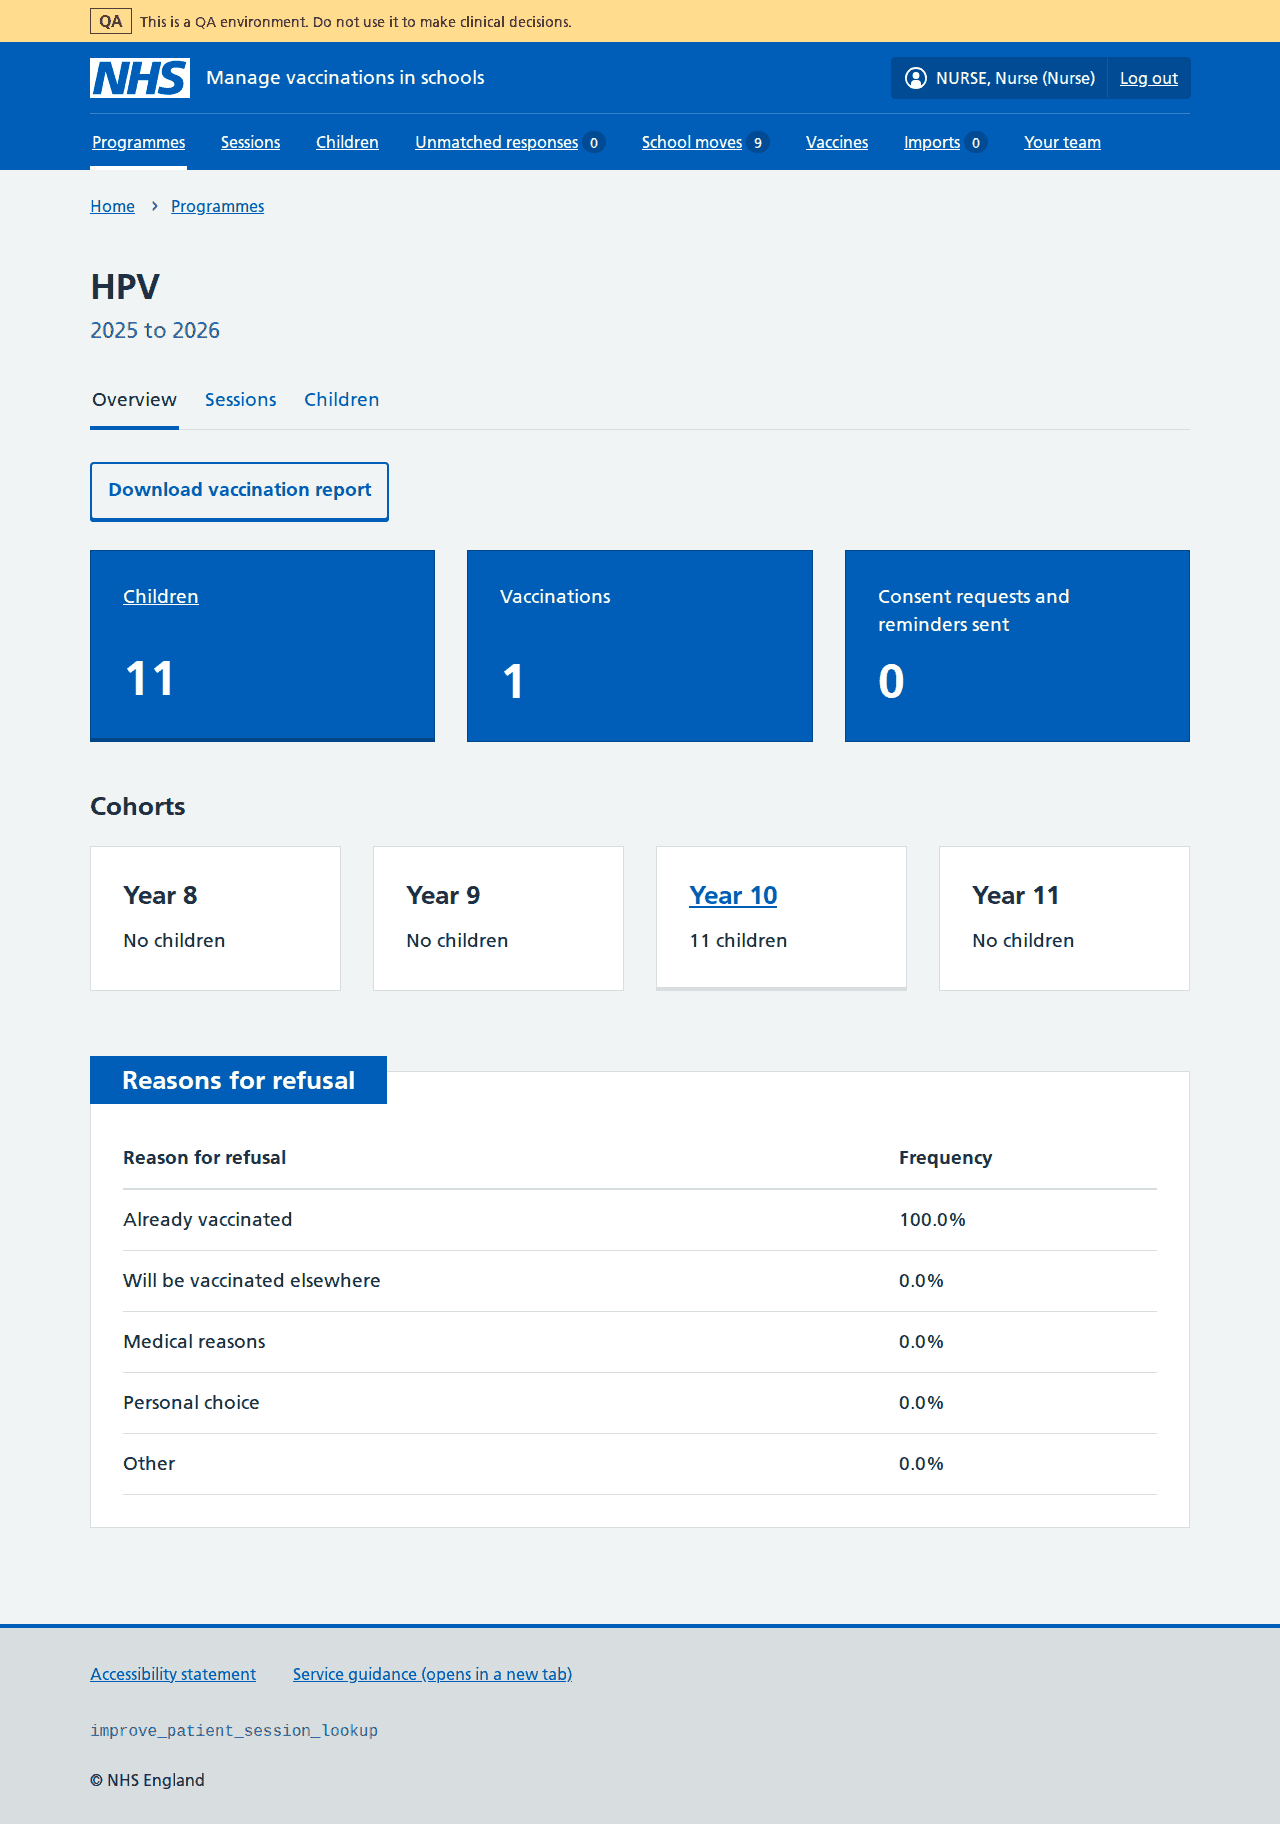 QA This is a QA environment. Do not use it to make clinical decisions.
NHS Manage vaccinations in schools NURSE, Nurse (Nurse) Log out
Programmes Sessions Children Unmatched responses 0 School moves 9 Vaccines Imports 0 Your team
Home › Programmes
HPV
2025 to 2026
Overview Sessions Children
Download vaccination report
Children
11
Vaccinations
1
Consent requests and
reminders sent
0
Cohorts
Year 8
No children
Year 9
No children
Year 10
11 children
Year 11
No children
Reasons for refusal
Reason for refusal Frequency
Already vaccinated 100.0%
Will be vaccinated elsewhere 0.0%
Medical reasons 0.0%
Personal choice 0.0%
Other 0.0%
Accessibility statement Service guidance (opens in a new tab)
improve_patient_session_lookup
© NHS England